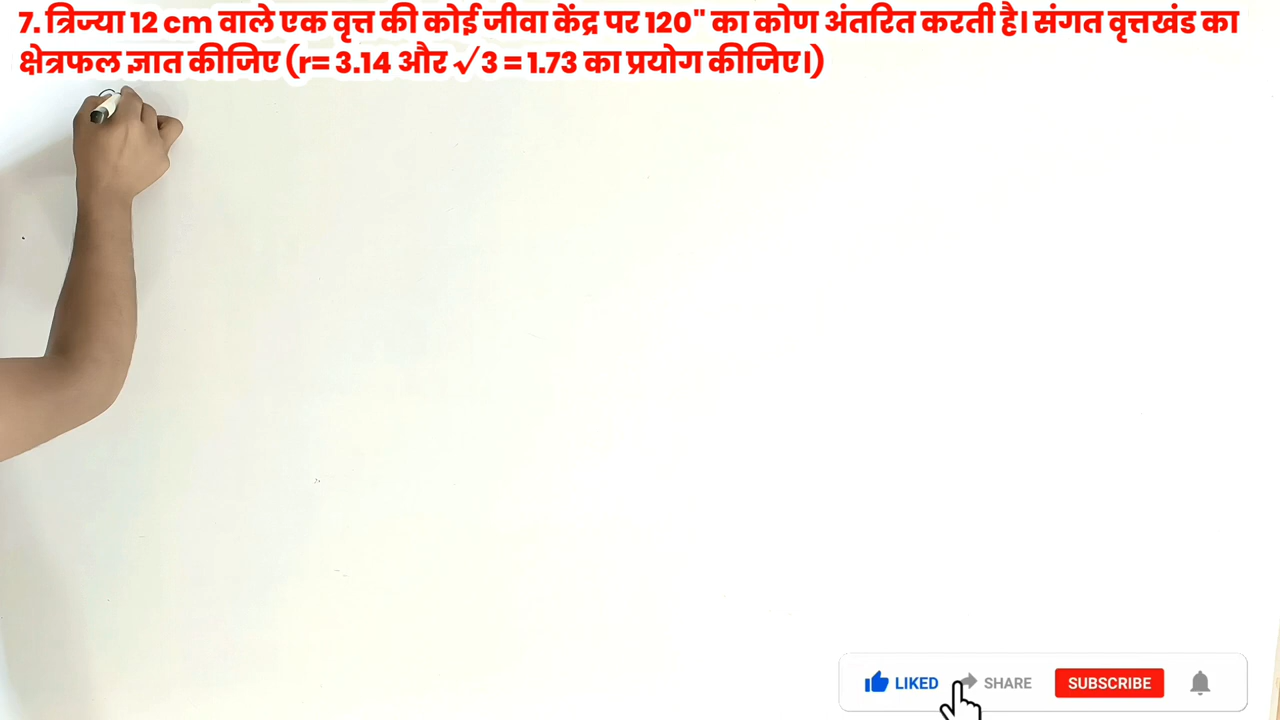 7. त्रिज्या 12 cm वाले एक वृत्त की कोई जीवा केंद्र पर 120" का कोण अंतरित करती है। संगत वृत्तखंड का
क्षेत्रफल ज्ञात कीजिए (r= 3.14 और √3 = 1.73 का प्रयोग कीजिए।)
LIKED SHARE SUBSCRIBE